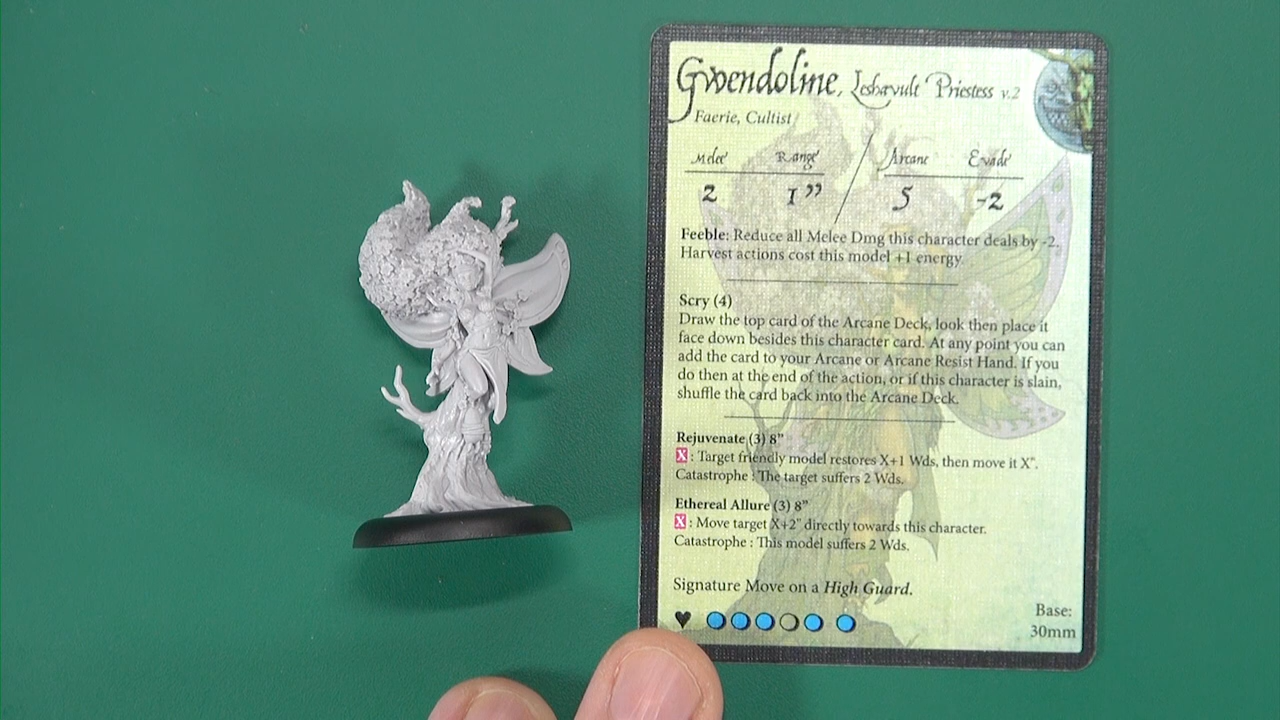 Gwendoline, Leshavult Priestess v.2
Faerie, Cultist
Melee Range Arcane Evade
2 1” 5 -2
Feeble: Reduce all Melee Dmg this character deals by -2.
Harvest actions cost this model +1 energy.
Scry (4)
Draw the top card of the Arcane Deck, look then place it
face down besides this character card. At any point you can
add the card to your Arcane or Arcane Resist Hand. If you
do then at the end of the action, or if this character is slain,
shuffle the card back into the Arcane Deck.
Rejuvenate (3) 8”
X : Target friendly model restores X+1 Wds, then move it X”.
Catastrophe : The target suffers 2 Wds.
Ethereal Allure (3) 8”
X : Move target X+2” directly towards this character.
Catastrophe : This model suffers 2 Wds.
Signature Move on a High Guard.
Base:
30mm